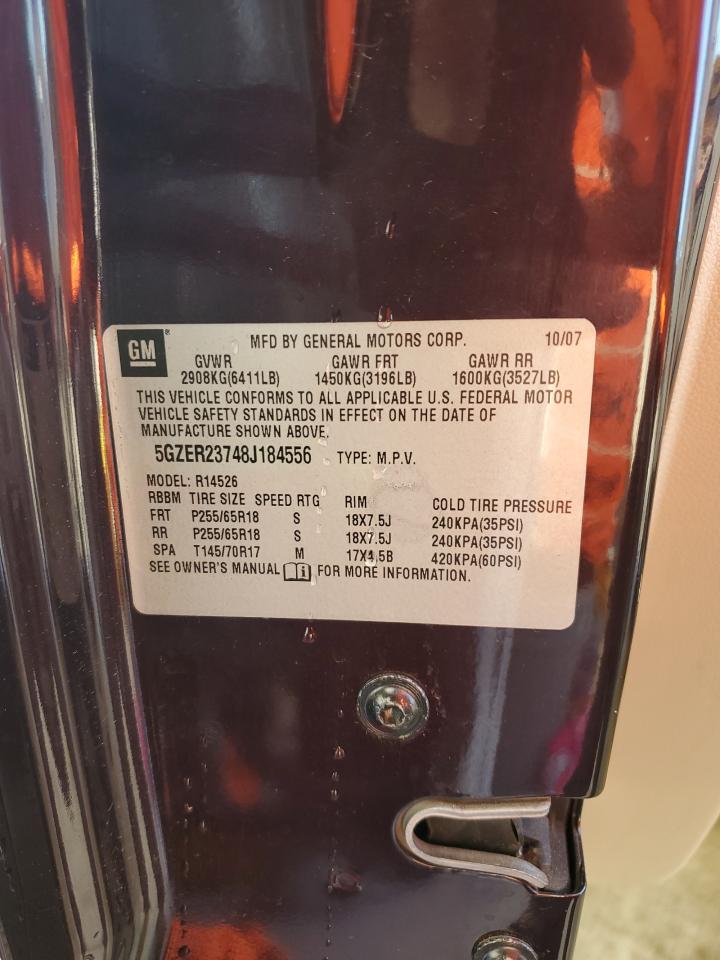 GM ® MFD BY GENERAL MOTORS CORP. 10/07
GVWR GAWR FRT GAWR RR
2908KG(6411LB) 1450KG(3196LB) 1600KG(3527LB)
THIS VEHICLE CONFORMS TO ALL APPLICABLE U.S. FEDERAL MOTOR
VEHICLE SAFETY STANDARDS IN EFFECT ON THE DATE OF
MANUFACTURE SHOWN ABOVE.
5GZER23748J184556 TYPE: M.P.V.
MODEL: R14526
RBBM TIRE SIZE SPEED RTG RIM COLD TIRE PRESSURE
FRT P255/65R18 S 18X7.5J 240KPA(35PSI)
RR P255/65R18 S 18X7.5J 240KPA(35PSI)
SPA T145/70R17 M 17X4.5B 420KPA(60PSI)
SEE OWNER'S MANUAL i FOR MORE INFORMATION.